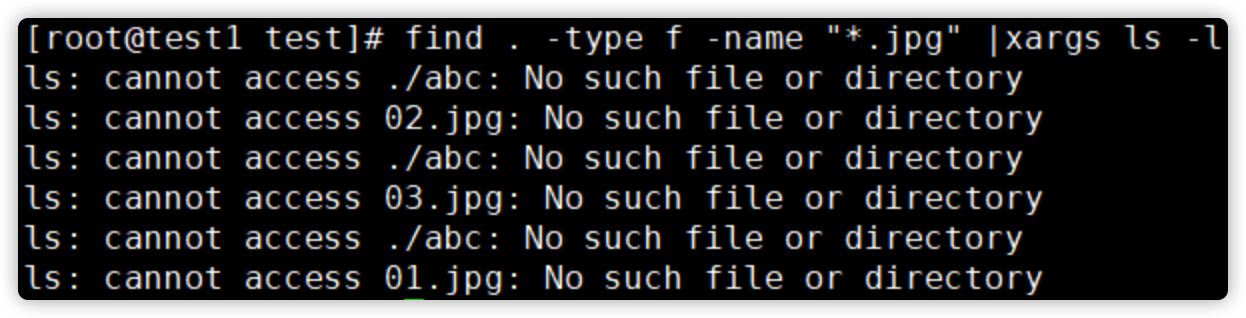 [root@test1 test]# find . -type f -name "*.jpg" |xargs ls -l
ls: cannot access ./abc: No such file or directory
ls: cannot access 02.jpg: No such file or directory
ls: cannot access ./abc: No such file or directory
ls: cannot access 03.jpg: No such file or directory
ls: cannot access ./abc: No such file or directory
ls: cannot access 01.jpg: No such file or directory